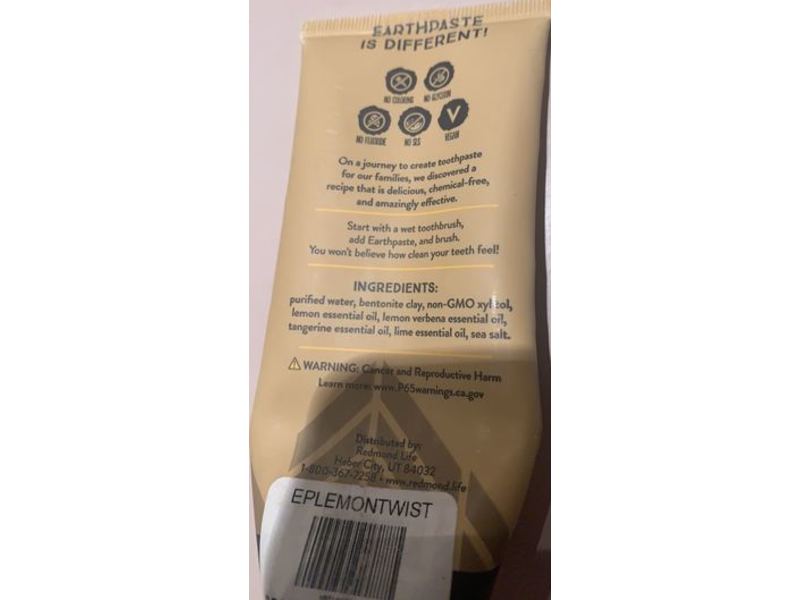 EARTHPASTE
IS DIFFERENT!
NO COLORING NO GLYCERIN
NO FLUORIDE NO SLS VEGAN
On a journey to create toothpaste
for our families, we discovered a
recipe that is delicious, chemical-free,
and amazingly effective.
Start with a wet toothbrush,
add Earthpaste, and brush.
You won't believe how clean your teeth feel!
INGREDIENTS:
purified water, bentonite clay, non-GMO xylitol,
lemon essential oil, lemon verbena essential oil,
tangerine essential oil, lime essential oil, sea salt.
WARNING: Cancer and Reproductive Harm
Learn more: www.P65warnings.ca.gov
Distributed by:
Redmond Life
Heber City, UT 84032
1-800-367-7258 • www.redmond.life
EPLEMONTWIST